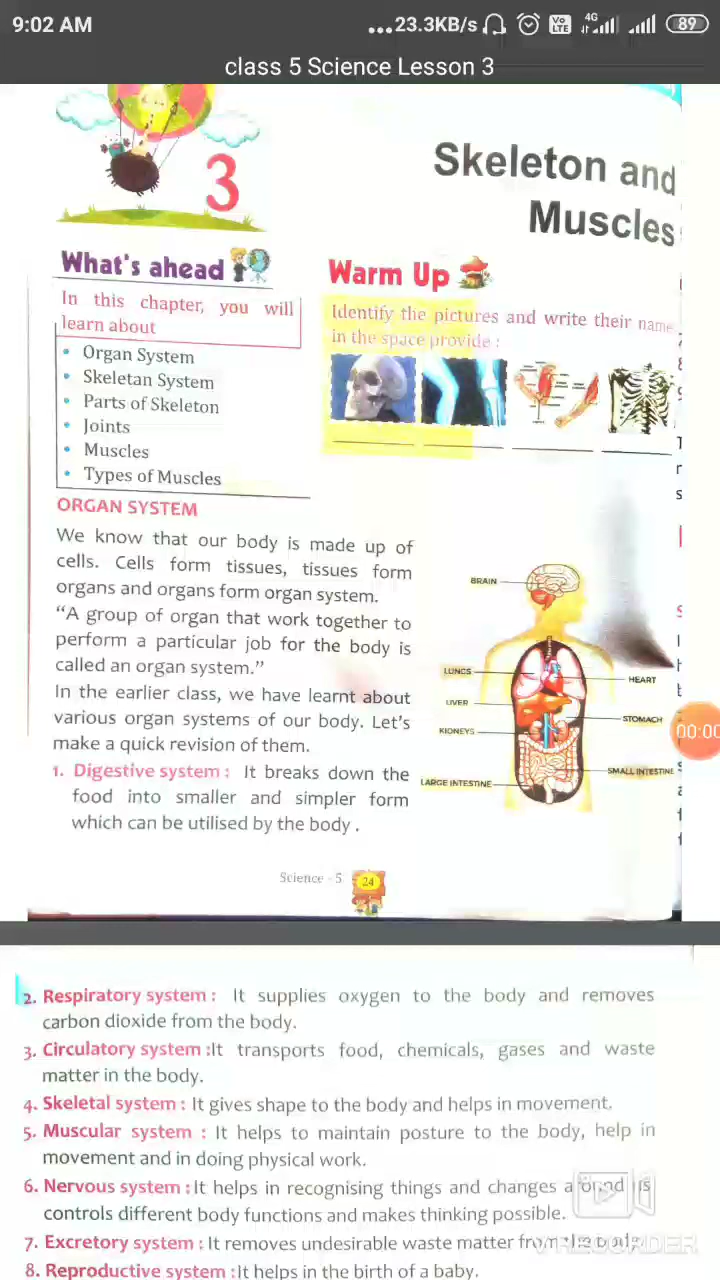 9:02 AM
...23.3KB/s
Vo LTE
4G
89
class 5 Science Lesson 3
3
Skeleton and
Muscles
What's ahead
In this chapter, you will
learn about
• Organ System
• Skeletan System
• Parts of Skeleton
• Joints
• Muscles
• Types of Muscles
Warm Up
Identify the pictures and write their name
in the space provide :
ORGAN SYSTEM
We know that our body is made up of
cells. Cells form tissues, tissues form
organs and organs form organ system.
“A group of organ that work together to
perform a particular job for the body is
called an organ system.”
In the earlier class, we have learnt about
various organ systems of our body. Let's
make a quick revision of them.
1. Digestive system : It breaks down the
food into smaller and simpler form
which can be utilised by the body .
BRAIN
LUNGS
HEART
LIVER
STOMACH
KIDNEYS
SMALL INTESTINE
LARGE INTESTINE
00:00
Science - 5
24
2. Respiratory system : It supplies oxygen to the body and removes
carbon dioxide from the body.
3. Circulatory system :It transports food, chemicals, gases and waste
matter in the body.
4. Skeletal system : It gives shape to the body and helps in movement.
5. Muscular system : It helps to maintain posture to the body, help in
movement and in doing physical work.
6. Nervous system :It helps in recognising things and changes around us
controls different body functions and makes thinking possible.
7. Excretory system : It removes undesirable waste matter from the body.
8. Reproductive system :It helps in the birth of a baby.
V RECORDER